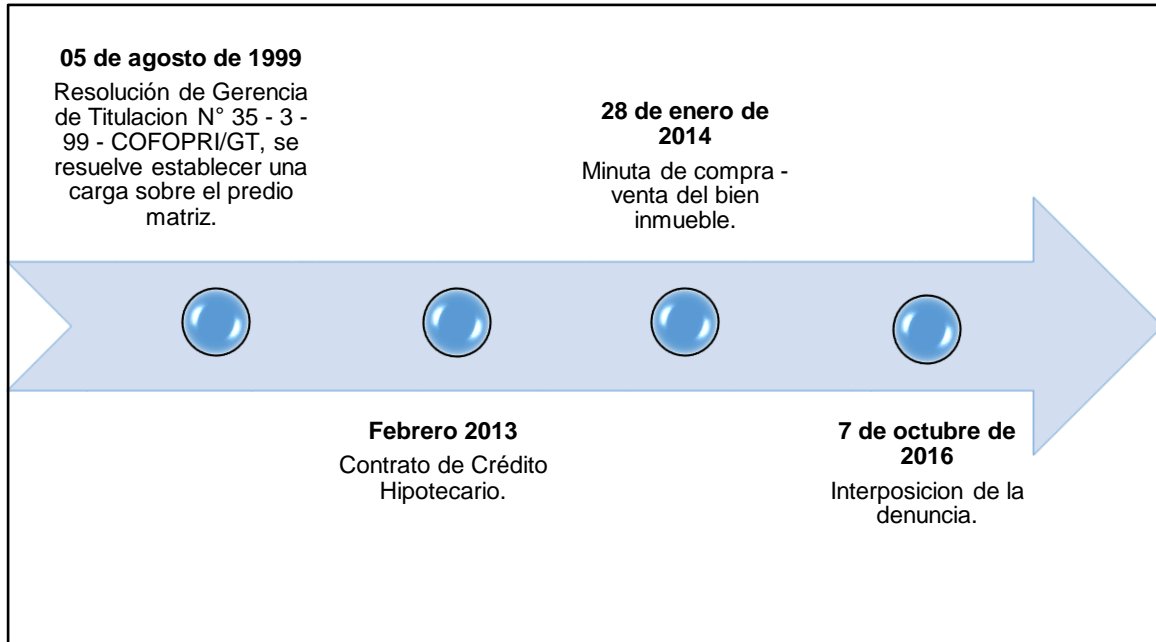 05 de agosto de 1999
Resolución de Gerencia
de Titulacion N° 35 - 3 -
99 - COFOPRI/GT, se
resuelve establecer una
carga sobre el predio
matriz.
Febrero 2013
Contrato de Crédito
Hipotecario.
28 de enero de
2014
Minuta de compra -
venta del bien
inmueble.
7 de octubre de
2016
Interposicion de la
denuncia.